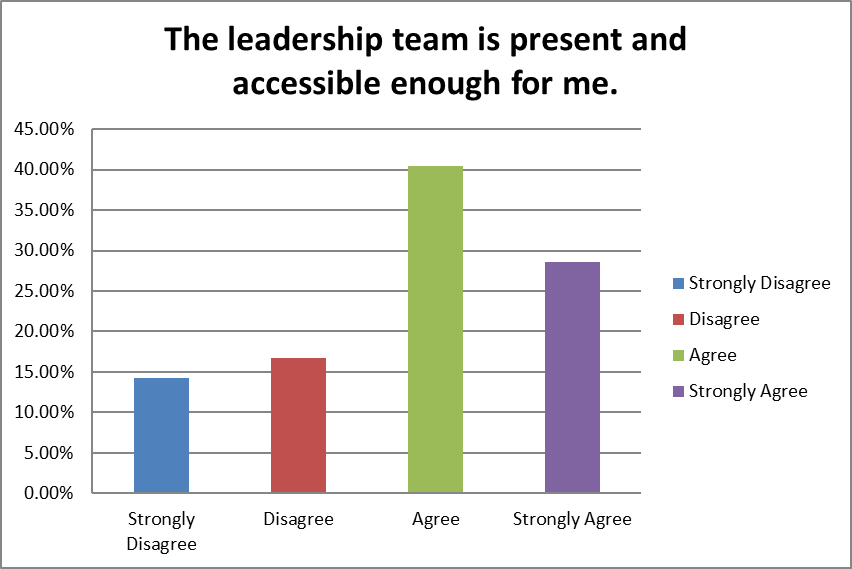 The leadership team is present and
accessible enough for me.
45.00%
40.00%
35.00%
30.00%
25.00%
20.00%
15.00%
10.00%
5.00%
0.00%
Strongly
Disagree
Disagree
Agree
Strongly Agree
Strongly Disagree
Disagree
Agree
Strongly Agree